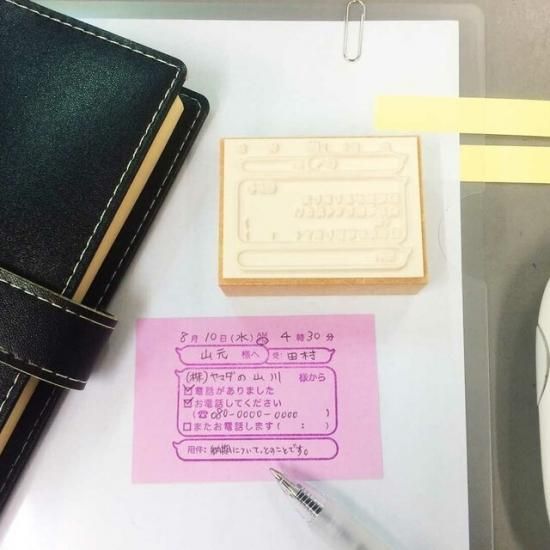 8月10日(水) 4時30分
山元 様へ 受: 田村
(株)ヤマダの山川 様から
☑電話がありました
☑お電話してください
(☎080-0000-0000 )
□またお電話します( : )
用件: 納期について、とのことです。